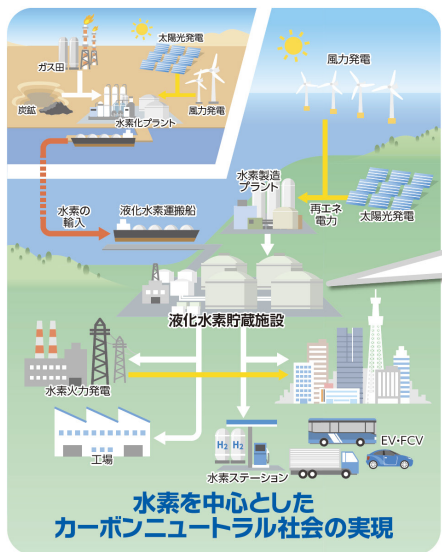 太陽光発電
ガス田
炭鉱
風力発電
水素化プラント
風力発電
水素の
輸入
液化水素運搬船
水素製造
プラント
再エネ
電力
太陽光発電
液化水素貯蔵施設
水素火力発電
工場
H2 H2
水素ステーション
EV・FCV
水素を中心とした
カーボンニュートラル社会の実現